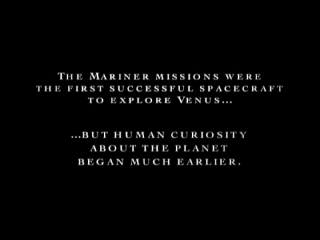 THE MARINER MISSIONS WERE
THE FIRST SUCCESSFUL SPACECRAFT
TO EXPLORE VENUS...
...BUT HUMAN CURIOSITY
ABOUT THE PLANET
BEGAN MUCH EARLIER.